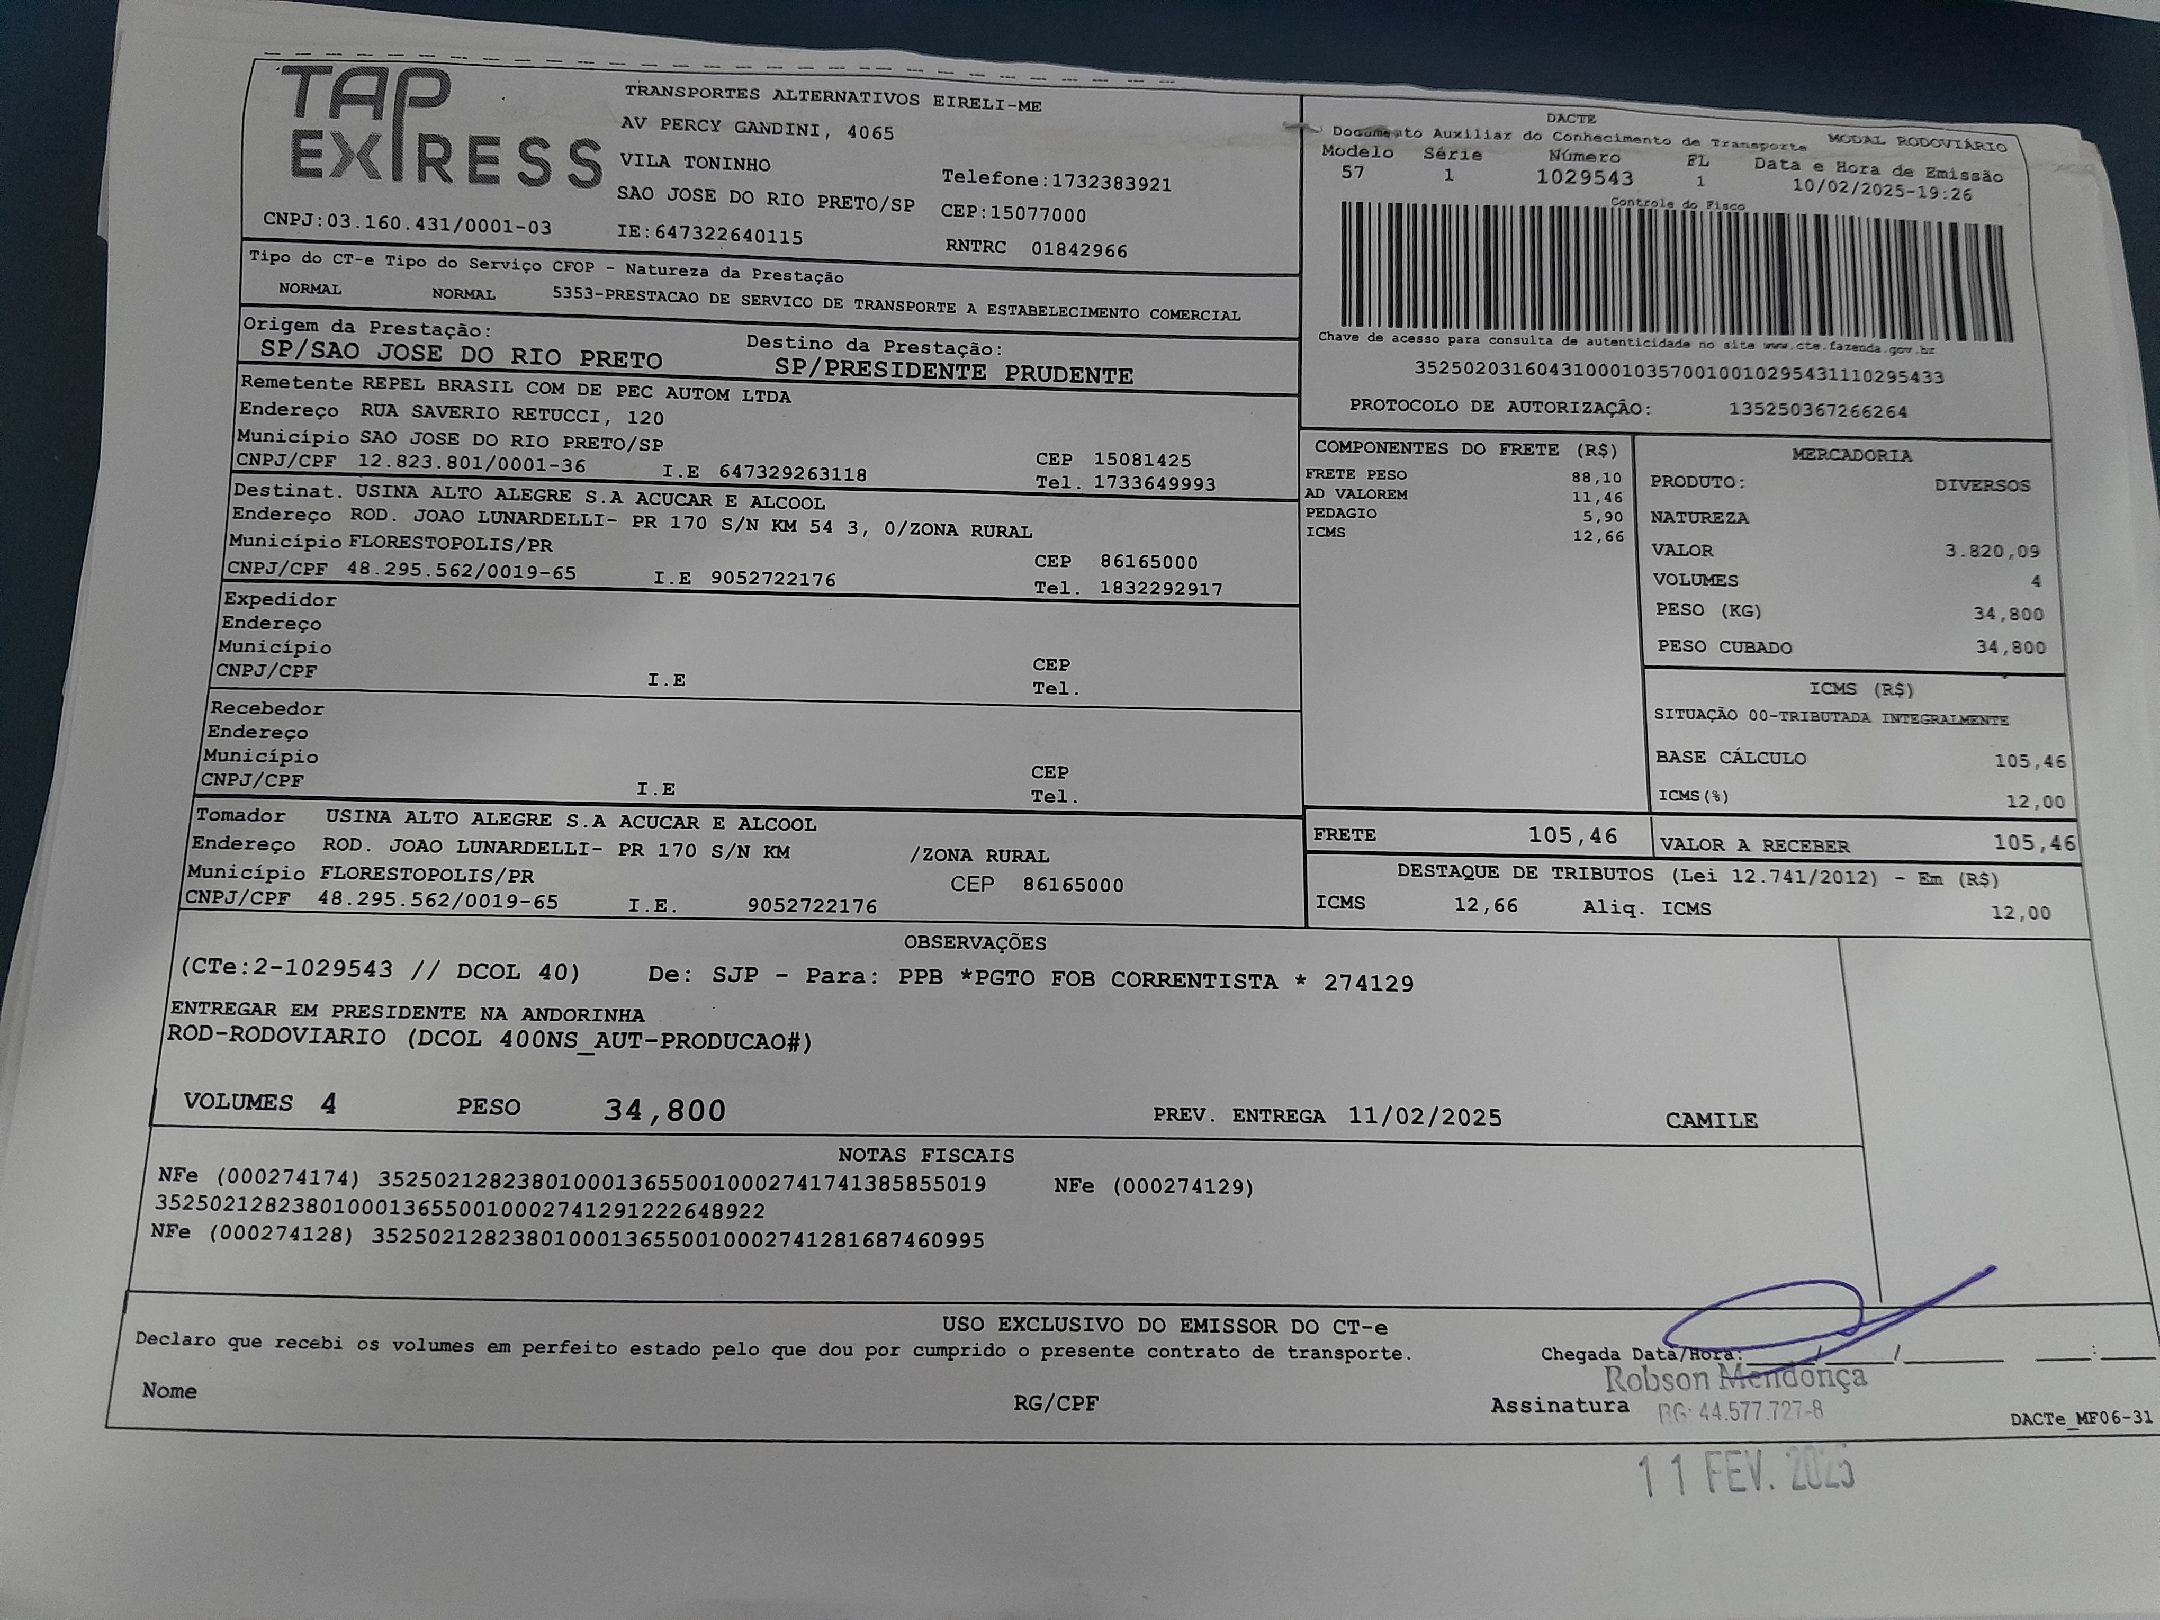 TAP EXPRESS
TRANSPORTES ALTERNATIVOS EIRELI-ME
AV PERCY GANDINI, 4065
VILA TONINHO
Telefone:1732383921
SAO JOSE DO RIO PRETO/SP CEP:15077000
CNPJ:03.160.431/0001-03 IE:647322640115 RNTRC 01842966
DACTE
Documento Auxiliar do Conhecimento de Transporte MODAL RODOVIÁRIO
Modelo Série Número FL Data e Hora de Emissão
57 1 1029543 1 10/02/2025-19:26
Controle do Fisco
Chave de acesso para consulta de autenticidade no site www.cte.fazenda.gov.br
35250203160431000103570010010295431110295433
PROTOCOLO DE AUTORIZAÇÃO: 135250367266264
Tipo do CT-e Tipo do Serviço CFOP - Natureza da Prestação
NORMAL NORMAL 5353-PRESTACAO DE SERVICO DE TRANSPORTE A ESTABELECIMENTO COMERCIAL
Origem da Prestação: Destino da Prestação:
SP/SAO JOSE DO RIO PRETO SP/PRESIDENTE PRUDENTE
Remetente REPEL BRASIL COM DE PEC AUTOM LTDA
Endereço RUA SAVERIO RETUCCI, 120
Município SAO JOSE DO RIO PRETO/SP CEP 15081425
CNPJ/CPF 12.823.801/0001-36 I.E 647329263118 Tel. 1733649993
Destinat. USINA ALTO ALEGRE S.A ACUCAR E ALCOOL
Endereço ROD. JOAO LUNARDELLI- PR 170 S/N KM 54 3, 0/ZONA RURAL
Município FLORESTOPOLIS/PR CEP 86165000
CNPJ/CPF 48.295.562/0019-65 I.E 9052722176 Tel. 1832292917
Expedidor
Endereço
Município CEP
CNPJ/CPF I.E Tel.
Recebedor
Endereço
Município CEP
CNPJ/CPF I.E Tel.
Tomador USINA ALTO ALEGRE S.A ACUCAR E ALCOOL
Endereço ROD. JOAO LUNARDELLI- PR 170 S/N KM /ZONA RURAL
Município FLORESTOPOLIS/PR CEP 86165000
CNPJ/CPF 48.295.562/0019-65 I.E. 9052722176
COMPONENTES DO FRETE (R$)
FRETE PESO 88,10
AD VALOREM 11,46
PEDAGIO 5,90
ICMS 12,66
MERCADORIA
PRODUTO: DIVERSOS
NATUREZA
VALOR 3.820,09
VOLUMES 4
PESO (KG) 34,800
PESO CUBADO 34,800
ICMS (R$)
SITUAÇÃO 00-TRIBUTADA INTEGRALMENTE
BASE CÁLCULO 105,46
ICMS(%) 12,00
FRETE 105,46 VALOR A RECEBER 105,46
DESTAQUE DE TRIBUTOS (Lei 12.741/2012) - Em (R$)
ICMS 12,66 Aliq. ICMS 12,00
OBSERVAÇÕES
(CTe:2-1029543 // DCOL 40) De: SJP - Para: PPB *PGTO FOB CORRENTISTA * 274129
ENTREGAR EM PRESIDENTE NA ANDORINHA
ROD-RODOVIARIO (DCOL 400NS_AUT-PRODUCAO#)
VOLUMES 4 PESO 34,800 PREV. ENTREGA 11/02/2025 CAMILE
NOTAS FISCAIS
NFe (000274174) 35250212823801000136550010002741741385855019 NFe (000274129)
35250212823801000136550010002741291222648922
NFe (000274128) 35250212823801000136550010002741281687460995
USO EXCLUSIVO DO EMISSOR DO CT-e
Declaro que recebi os volumes em perfeito estado pelo que dou por cumprido o presente contrato de transporte. Chegada Data/Hora:____/____/____ __:__
Robson Mendonça
Nome RG/CPF Assinatura RG: 44.577.727-8
DACTe_MF06-31
11 FEV. 2025